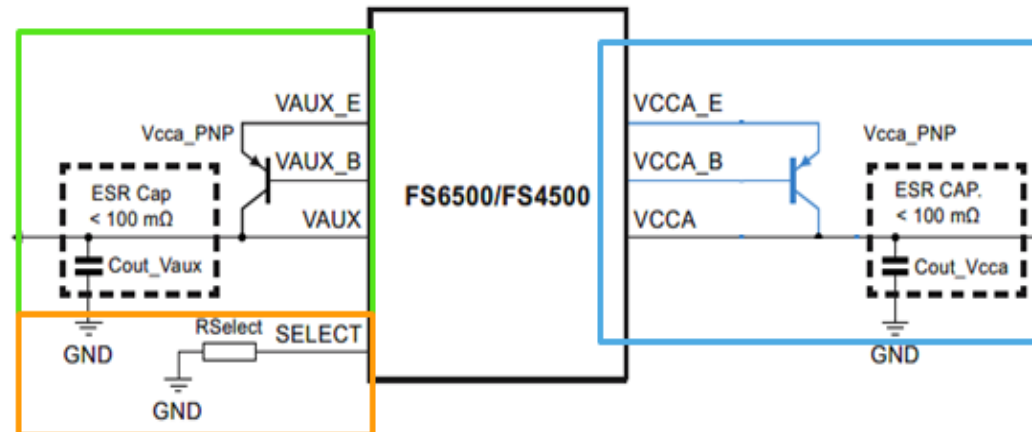 VAUX_E
Vcca_PNP
VAUX_B
ESR Cap
< 100 mΩ
VAUX
Cout_Vaux
GND
RSelect
SELECT
GND
FS6500/FS4500
VCCA_E
Vcca_PNP
VCCA_B
ESR CAP.
< 100 mΩ
VCCA
Cout_Vcca
GND